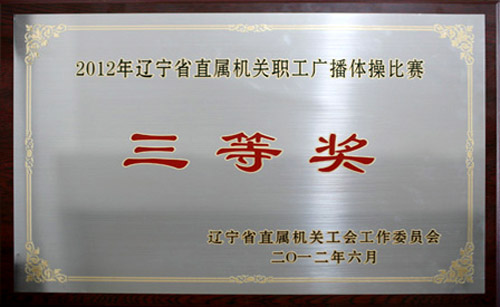 2012年辽宁省直属机关职工广播体操比赛
三等奖
辽宁省直属机关工会工作委员会
二〇一二年六月